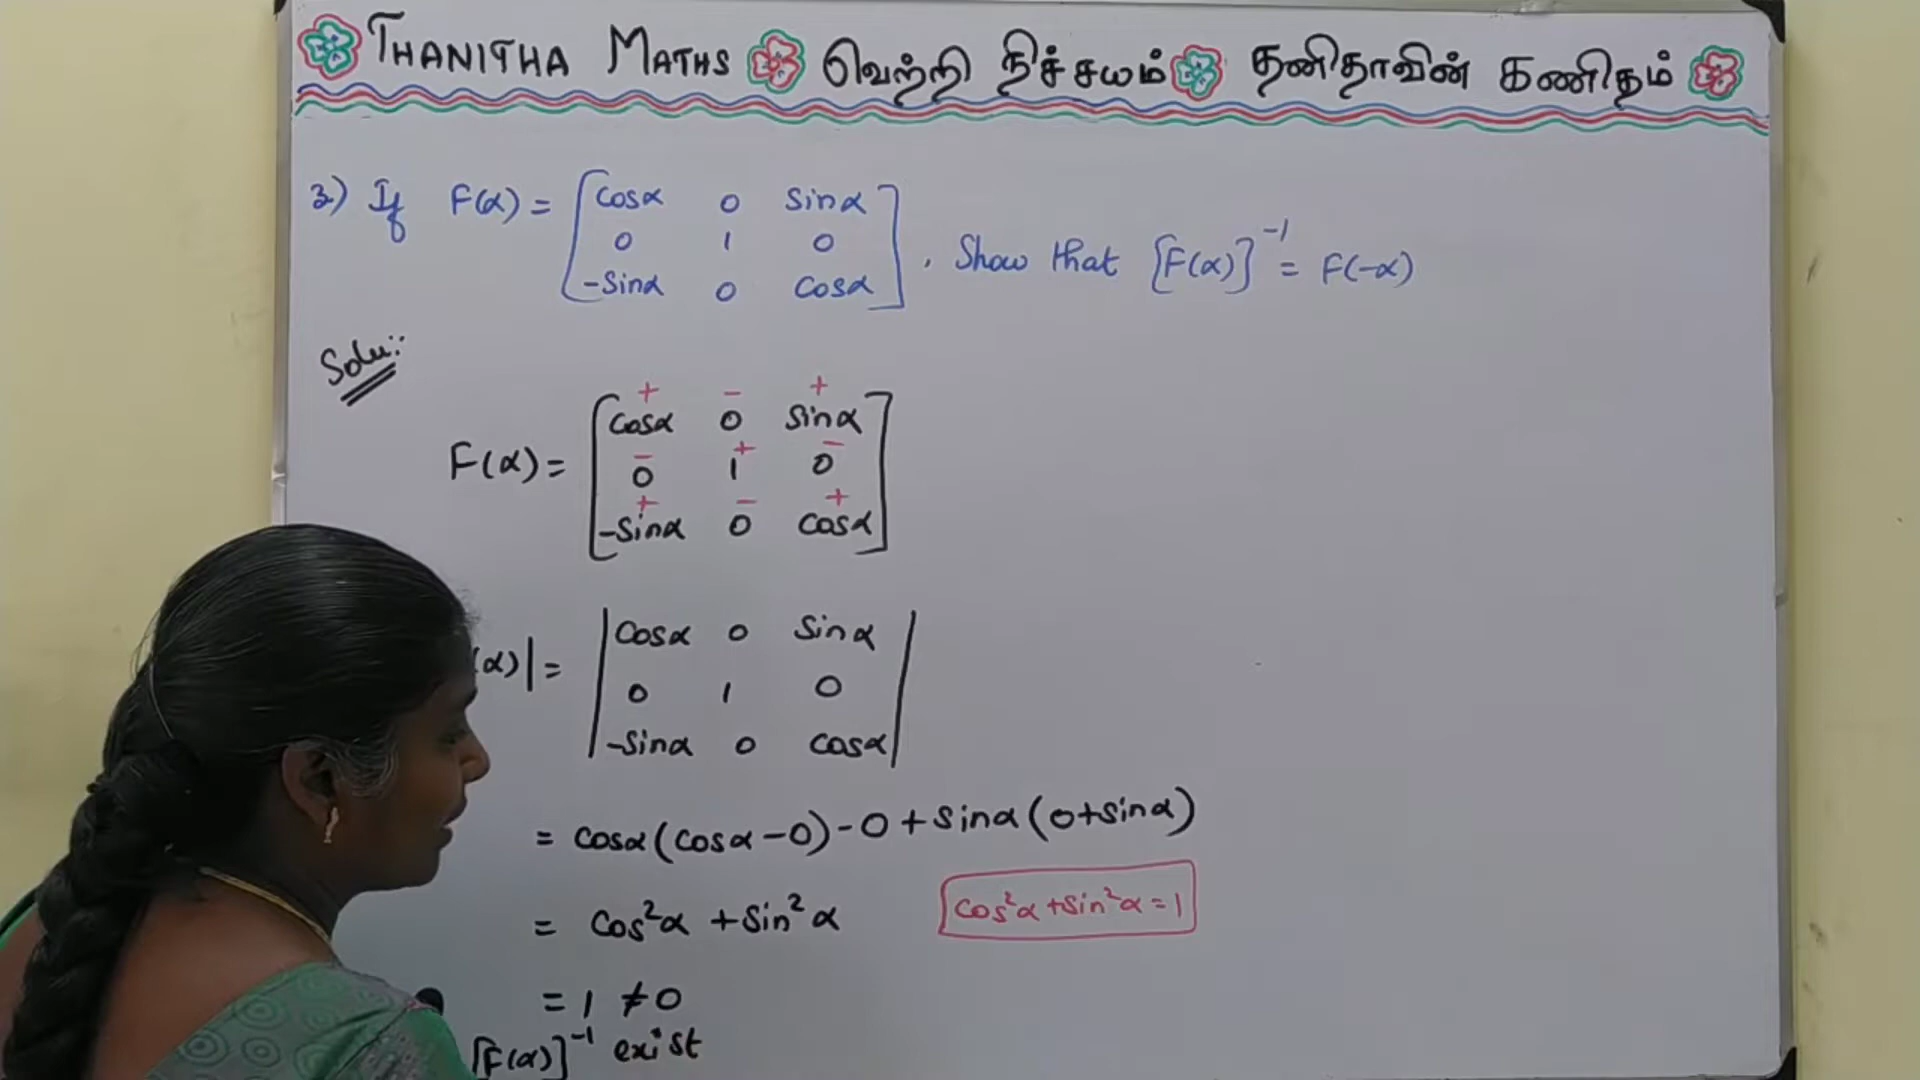 THANITHA MATHS வெற்றி நிச்சயம் தனிதாவின் கணிதம்
3) If F(α) = [cosα 0 sinα
0 1 0
-sinα 0 cosα] . Show that [F(α)]⁻¹ = F(-α)
Solu:
+ - +
F(α) = [cosα 0 sinα
- + -
0 1 0
+ - +
-sinα 0 cosα]
(α)| = |cosα 0 sinα
0 1 0
-sinα 0 cosα|
= cosα(cosα-0)-0+sinα(0+sinα)
= cos²α + sin²α cos²α+sin²α=1
= 1 ≠0
[F(α)]⁻¹ exist